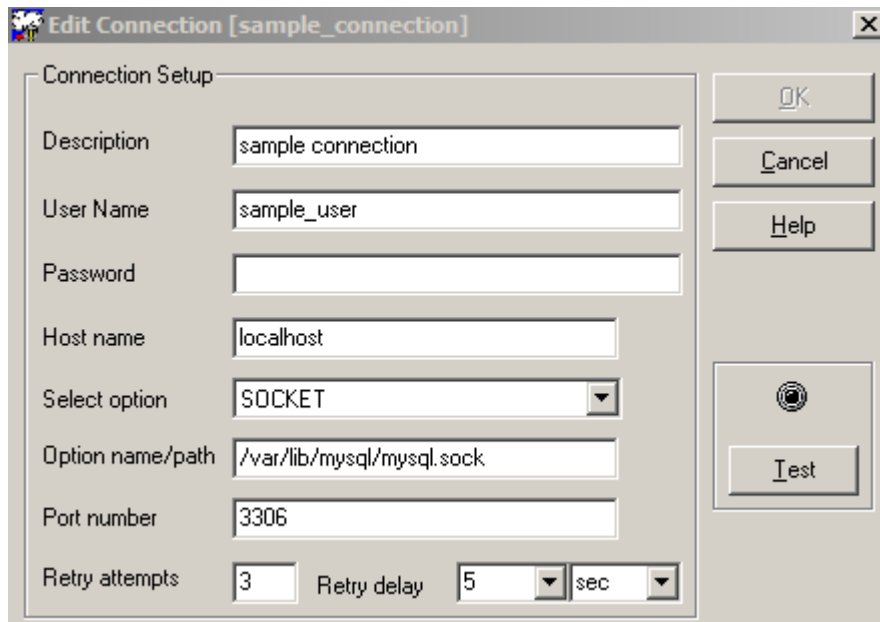 Edit Connection [sample_connection]
Connection Setup
OK
Description
sample connection
Cancel
User Name
sample_user
Help
Password
Host name
localhost
Select option
SOCKET
Option name/path
/var/lib/mysql/mysql.sock
Test
Port number
3306
Retry attempts
3
Retry delay
5
sec